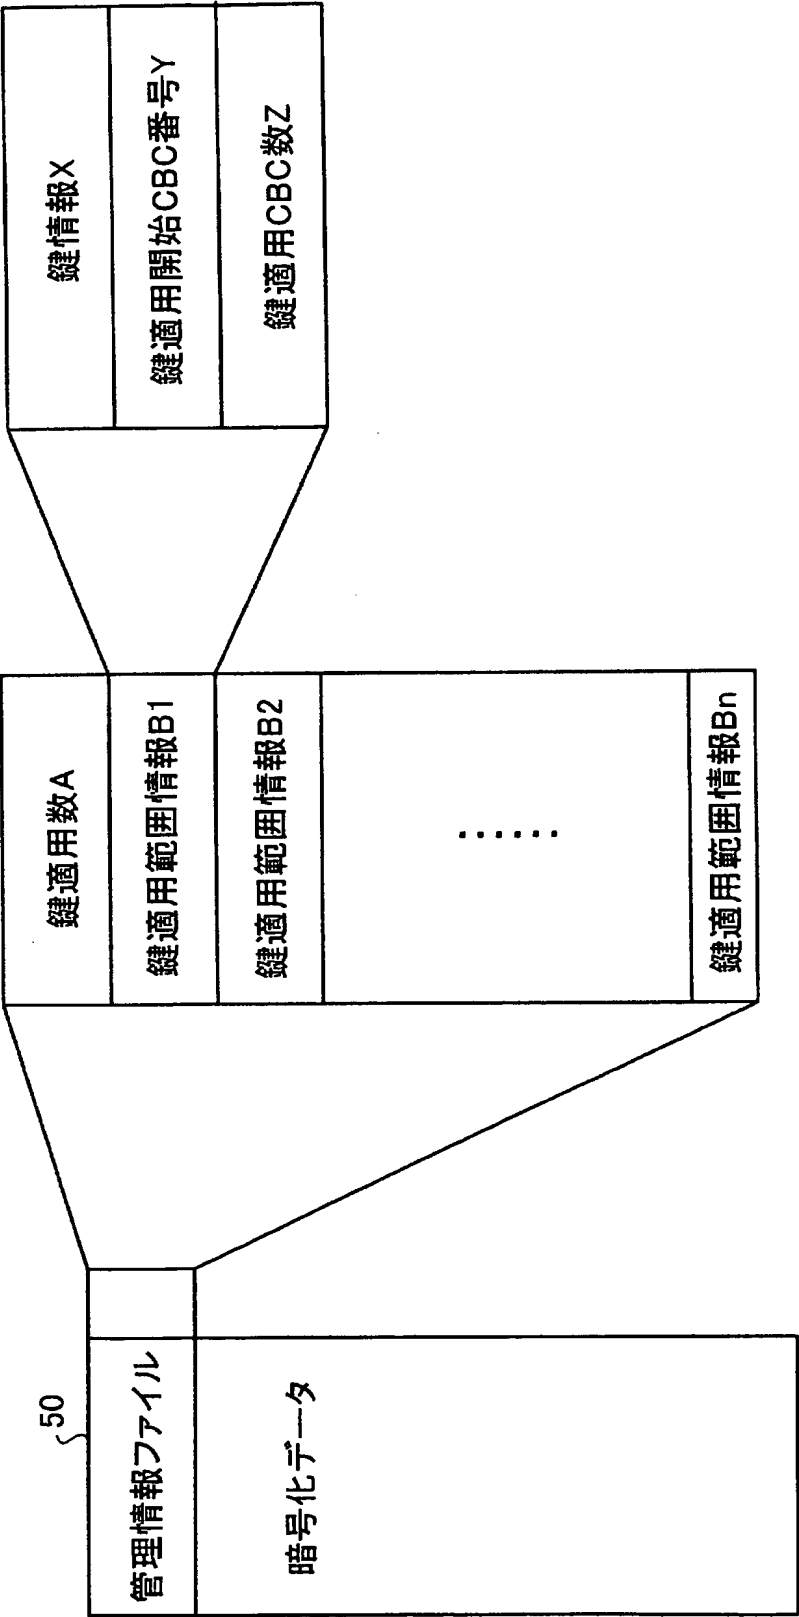 50
管理情報ファイル
暗号化データ
鍵適用数A
鍵適用範囲情報B1
鍵適用範囲情報B2
......
鍵適用範囲情報Bn
鍵情報X
鍵適用開始CBC番号Y
鍵適用CBC数Z